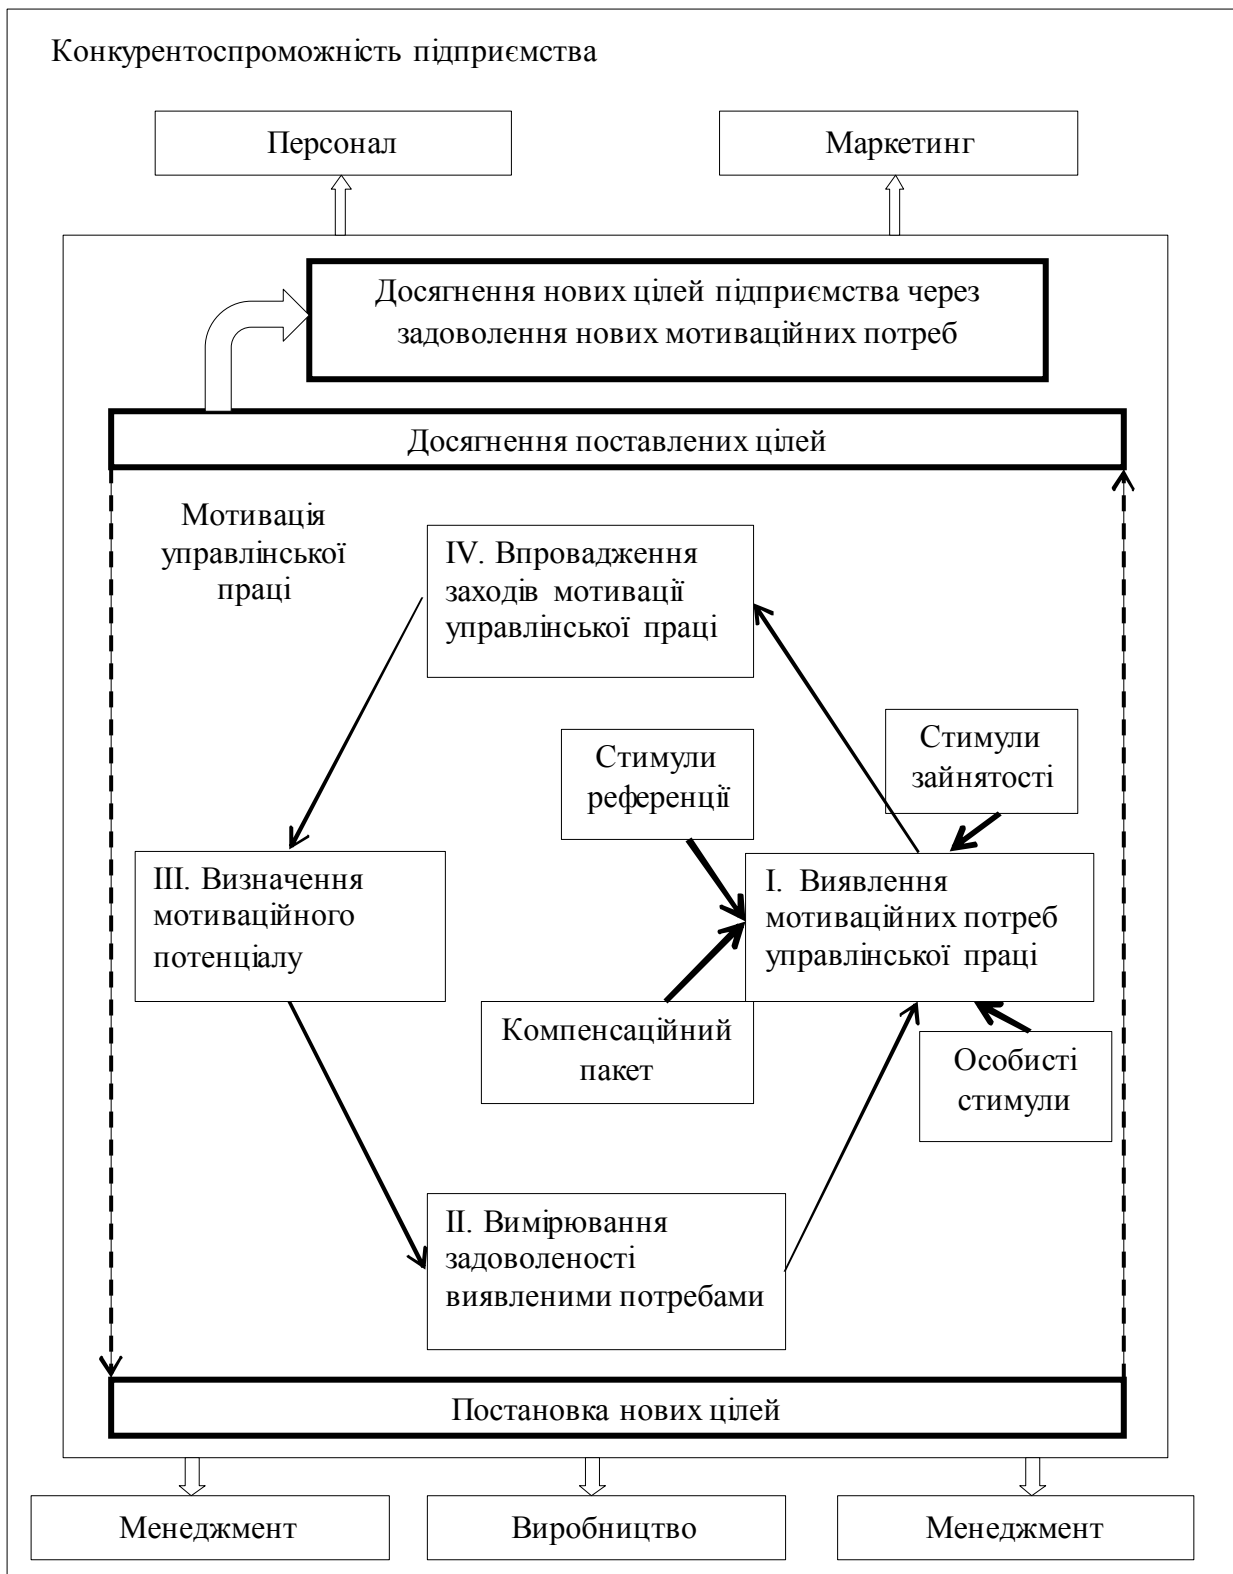 Конкурентоспроможність підприємства
Персонал
Маркетинг
Досягнення нових цілей підприємства через
задоволення нових мотиваційних потреб
Досягнення поставлених цілей
Мотивація
управлінської
праці
IV. Впровадження
заходів мотивації
управлінської праці
Стимули
референції
Стимули
зайнятості
III. Визначення
мотиваційного
потенціалу
I. Виявлення
мотиваційних потреб
управлінської праці
Компенсаційний
пакет
Особисті
стимули
II. Вимірювання
задоволеності
виявленими потребами
Постановка нових цілей
Менеджмент
Виробництво
Менеджмент